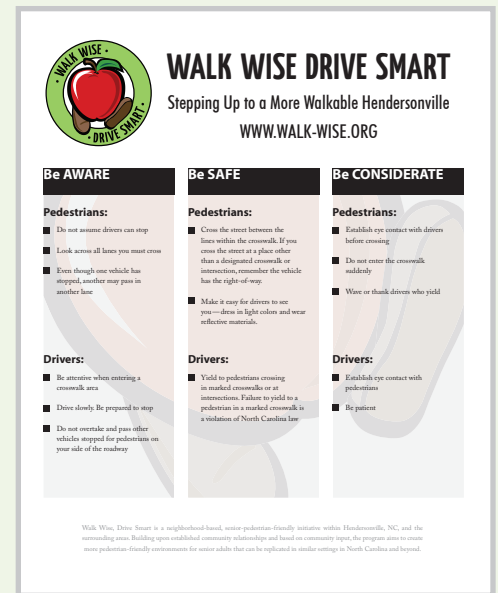 WALK WISE
DRIVE SMART
WALK WISE DRIVE SMART
Stepping Up to a More Walkable Hendersonville
WWW.WALK-WISE.ORG
Be AWARE
Pedestrians:
Do not assume drivers can stop
Look across all lanes you must cross
Even though one vehicle has
stopped, another may pass in
another lane
Drivers:
Be attentive when entering a
crosswalk area
Drive slowly. Be prepared to stop
Do not overtake and pass other
vehicles stopped for pedestrians on
your side of the roadway
Be SAFE
Pedestrians:
Cross the street between the
lines within the crosswalk. If you
cross the street at a place other
than a designated crosswalk or
intersection, remember the vehicle
has the right-of-way.
Make it easy for drivers to see
you—dress in light colors and wear
reflective materials.
Drivers:
Yield to pedestrians crossing
in marked crosswalks or at
intersections. Failure to yield to a
pedestrian in a marked crosswalk is
a violation of North Carolina law
Be CONSIDERATE
Pedestrians:
Establish eye contact with drivers
before crossing
Do not enter the crosswalk
suddenly
Wave or thank drivers who yield
Drivers:
Establish eye contact with
pedestrians
Be patient
Walk Wise, Drive Smart is a neighborhood-based, senior-pedestrian-friendly initiative within Hendersonville, NC, and the
surrounding areas. Building upon established community relationships and based on community input, the program aims to create
more pedestrian-friendly environments for senior adults that can be replicated in similar settings in North Carolina and beyond.